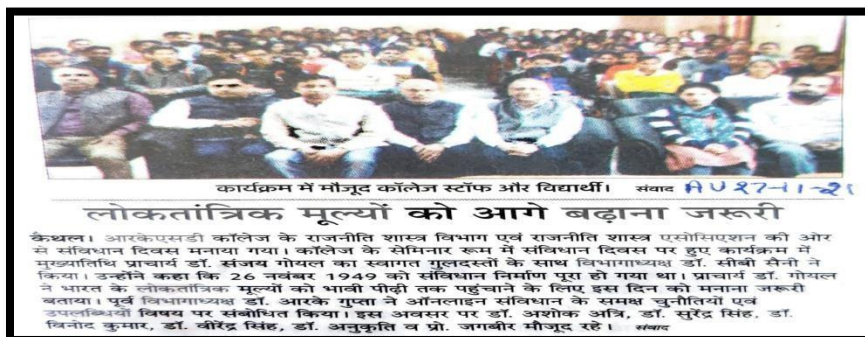 कार्यक्रम में मौजूद कॉलेज स्टॉफ और विद्यार्थी। संवाद AU 27-11-21
लोकतांत्रिक मूल्यों को आगे बढ़ाना जरूरी
कैथल। आरकेएसडी कॉलेज के राजनीति शास्त्र विभाग एवं राजनीति शास्त्र एसोसिएशन की ओर
से संविधान दिवस मनाया गया। कॉलेज के सेमिनार रूम में संविधान दिवस पर हुए कार्यक्रम में
मुख्यातिथि प्राचार्य डॉ. संजय गोयल का स्वागत गुलदस्तों के साथ विभागाध्यक्ष डॉ. सीबी सैनी ने
किया। उन्होंने कहा कि 26 नवंबर 1949 को संविधान निर्माण पूरा हो गया था। प्राचार्य डॉ. गोयल
ने भारत के लोकतांत्रिक मूल्यों को भावी पीढ़ी तक पहुंचाने के लिए इस दिन को मनाना जरूरी
बताया। पूर्व विभागाध्यक्ष डॉ. आरके गुप्ता ने ऑनलाइन संविधान के समक्ष चुनौतियों एवं
उपलब्धियों विषय पर संबोधित किया। इस अवसर पर डॉ. अशोक अत्रि, डॉ. सुरेंद्र सिंह, डॉ.
विनोद कुमार, डॉ. वीरेंद्र सिंह, डॉ. अनुकृति व प्रो. जगबीर मौजूद रहे। संवाद